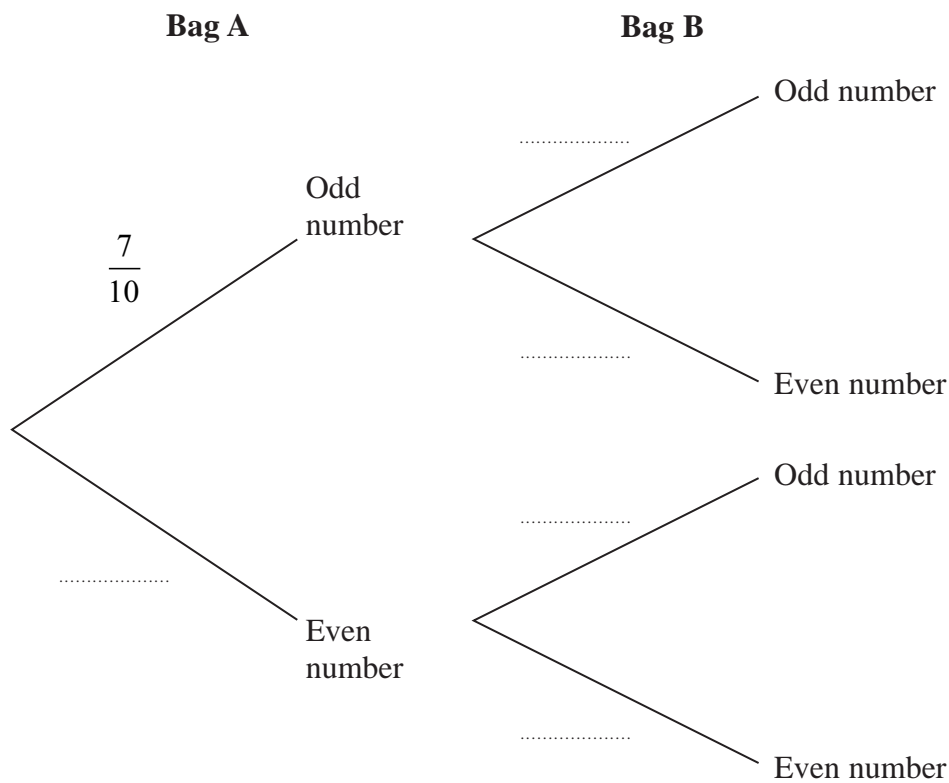 Bag A
Bag B
Odd number
....................
Odd
number
7
10
....................
Even number
Odd number
....................
....................
Even
number
....................
Even number